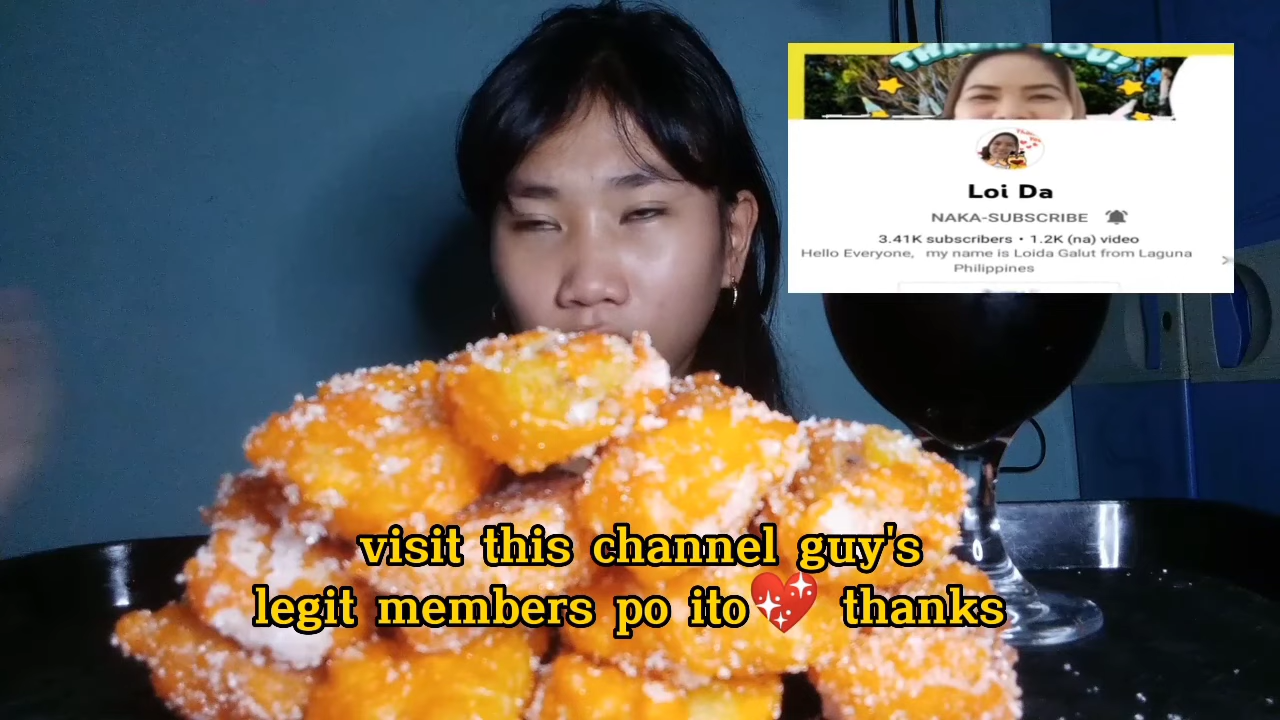 THANK YOU!
Loi Da
NAKA-SUBSCRIBE
3.41K subscribers • 1.2K (na) video
Hello Everyone, my name is Loida Galut from Laguna
Philippines
visit this channel guy's
legit members po ito💖 thanks